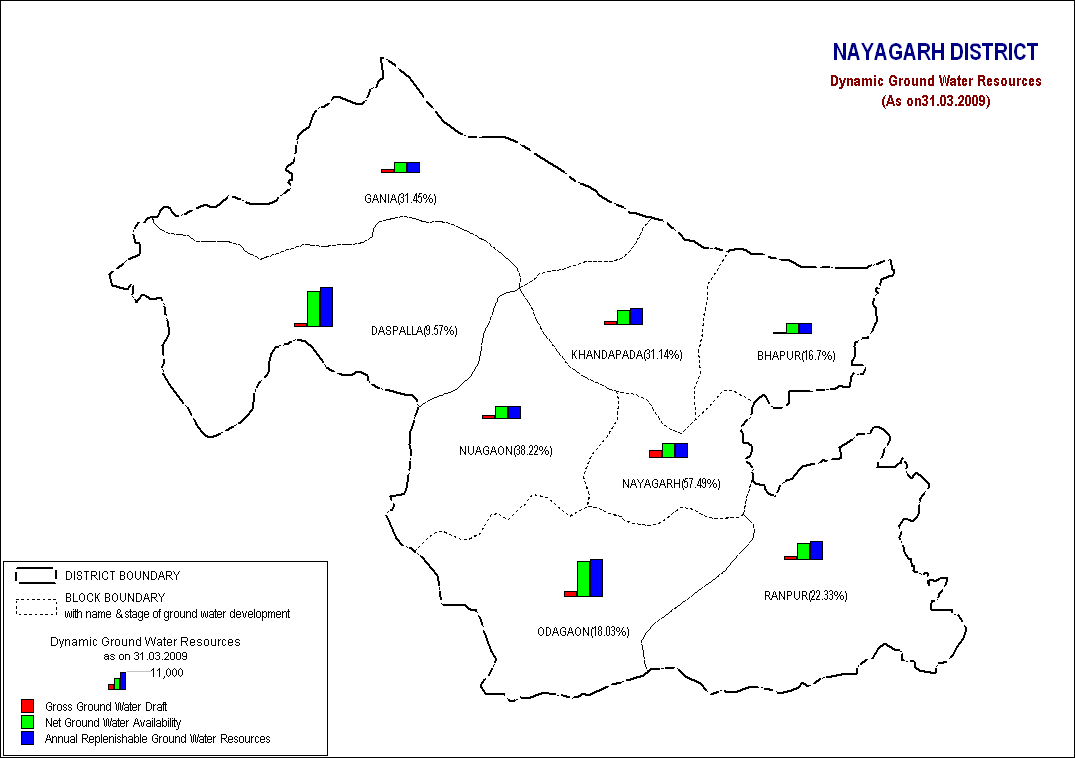 NAYAGARH DISTRICT
Dynamic Ground Water Resources
(As on31.03.2009)
GANIA(31.45%)
DASPALLA(9.57%)
KHANDAPADA(31.14%)
BHAPUR(16.7%)
NUAGAON(38.22%)
NAYAGARH(57.49%)
RANPUR(22.33%)
ODAGAON(18.03%)
DISTRICT BOUNDARY
BLOCK BOUNDARY
with name &stage of ground water development
Dynamic Ground Water Resources
as on 31.03.2009
11,000
Gross Ground Water Draft
Net Ground Water Availability
Annual Replenishable Ground Water Resources